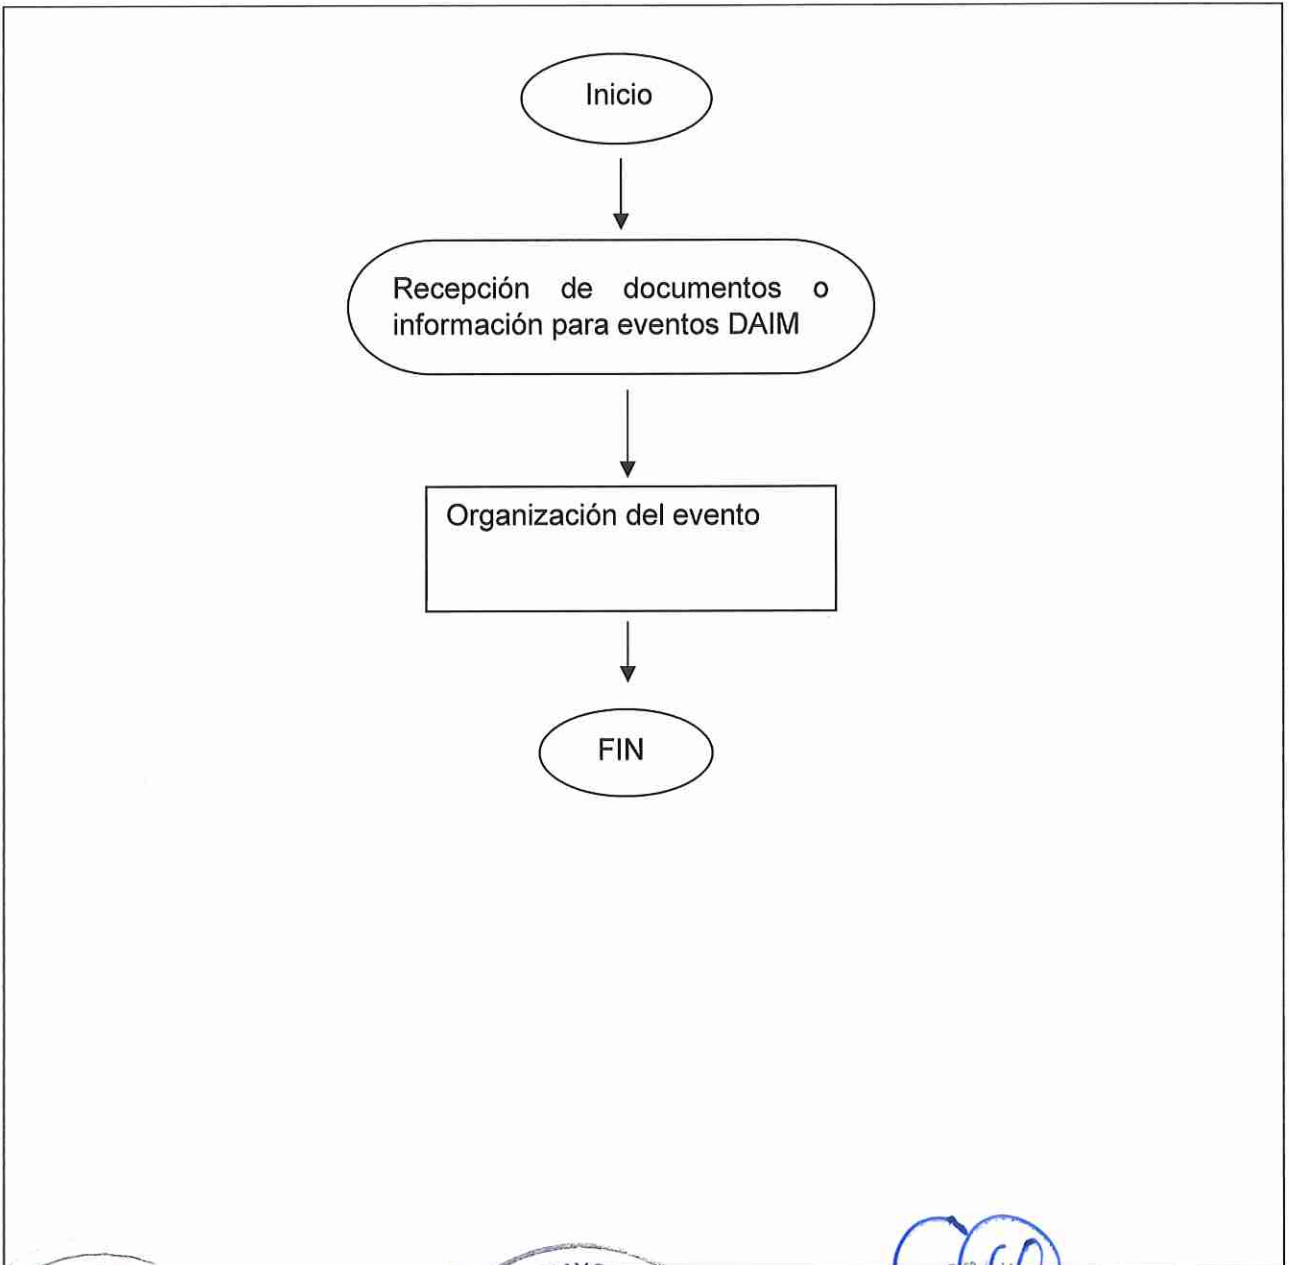 Inicio
Recepción de documentos o
información para eventos DAIM
Organización del evento
FIN